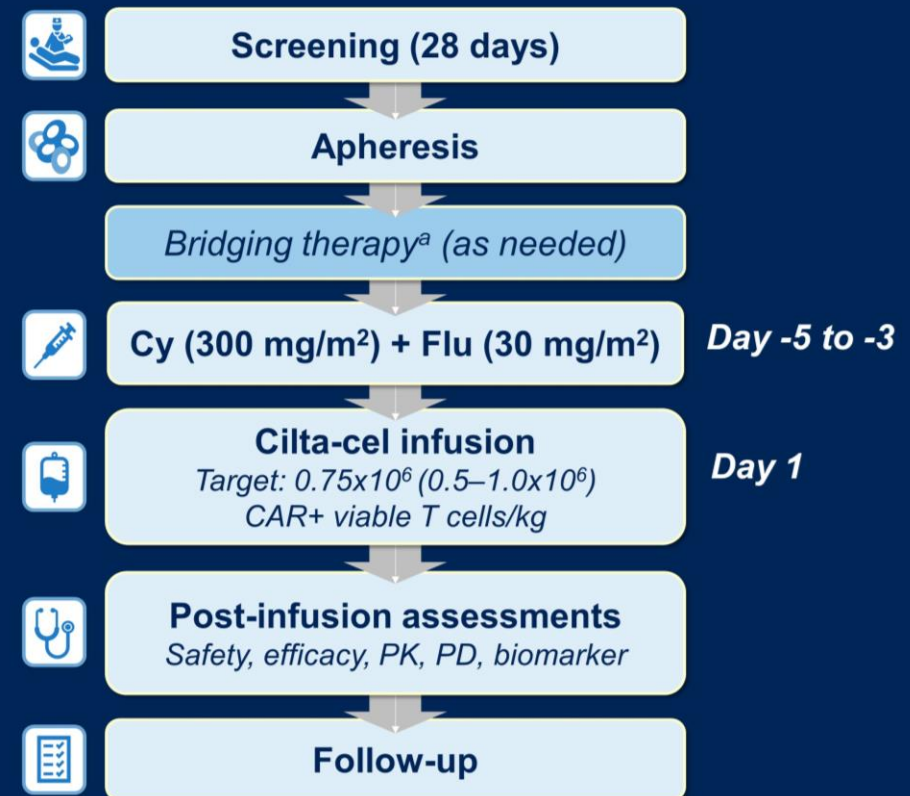 Screening (28 days)
Apheresis
Bridging therapyᵃ (as needed)
Cy (300 mg/m²) + Flu (30 mg/m²)
Day -5 to -3
Cilta-cel infusion
Target: 0.75x10⁶ (0.5–1.0x10⁶)
CAR+ viable T cells/kg
Day 1
Post-infusion assessments
Safety, efficacy, PK, PD, biomarker
Follow-up